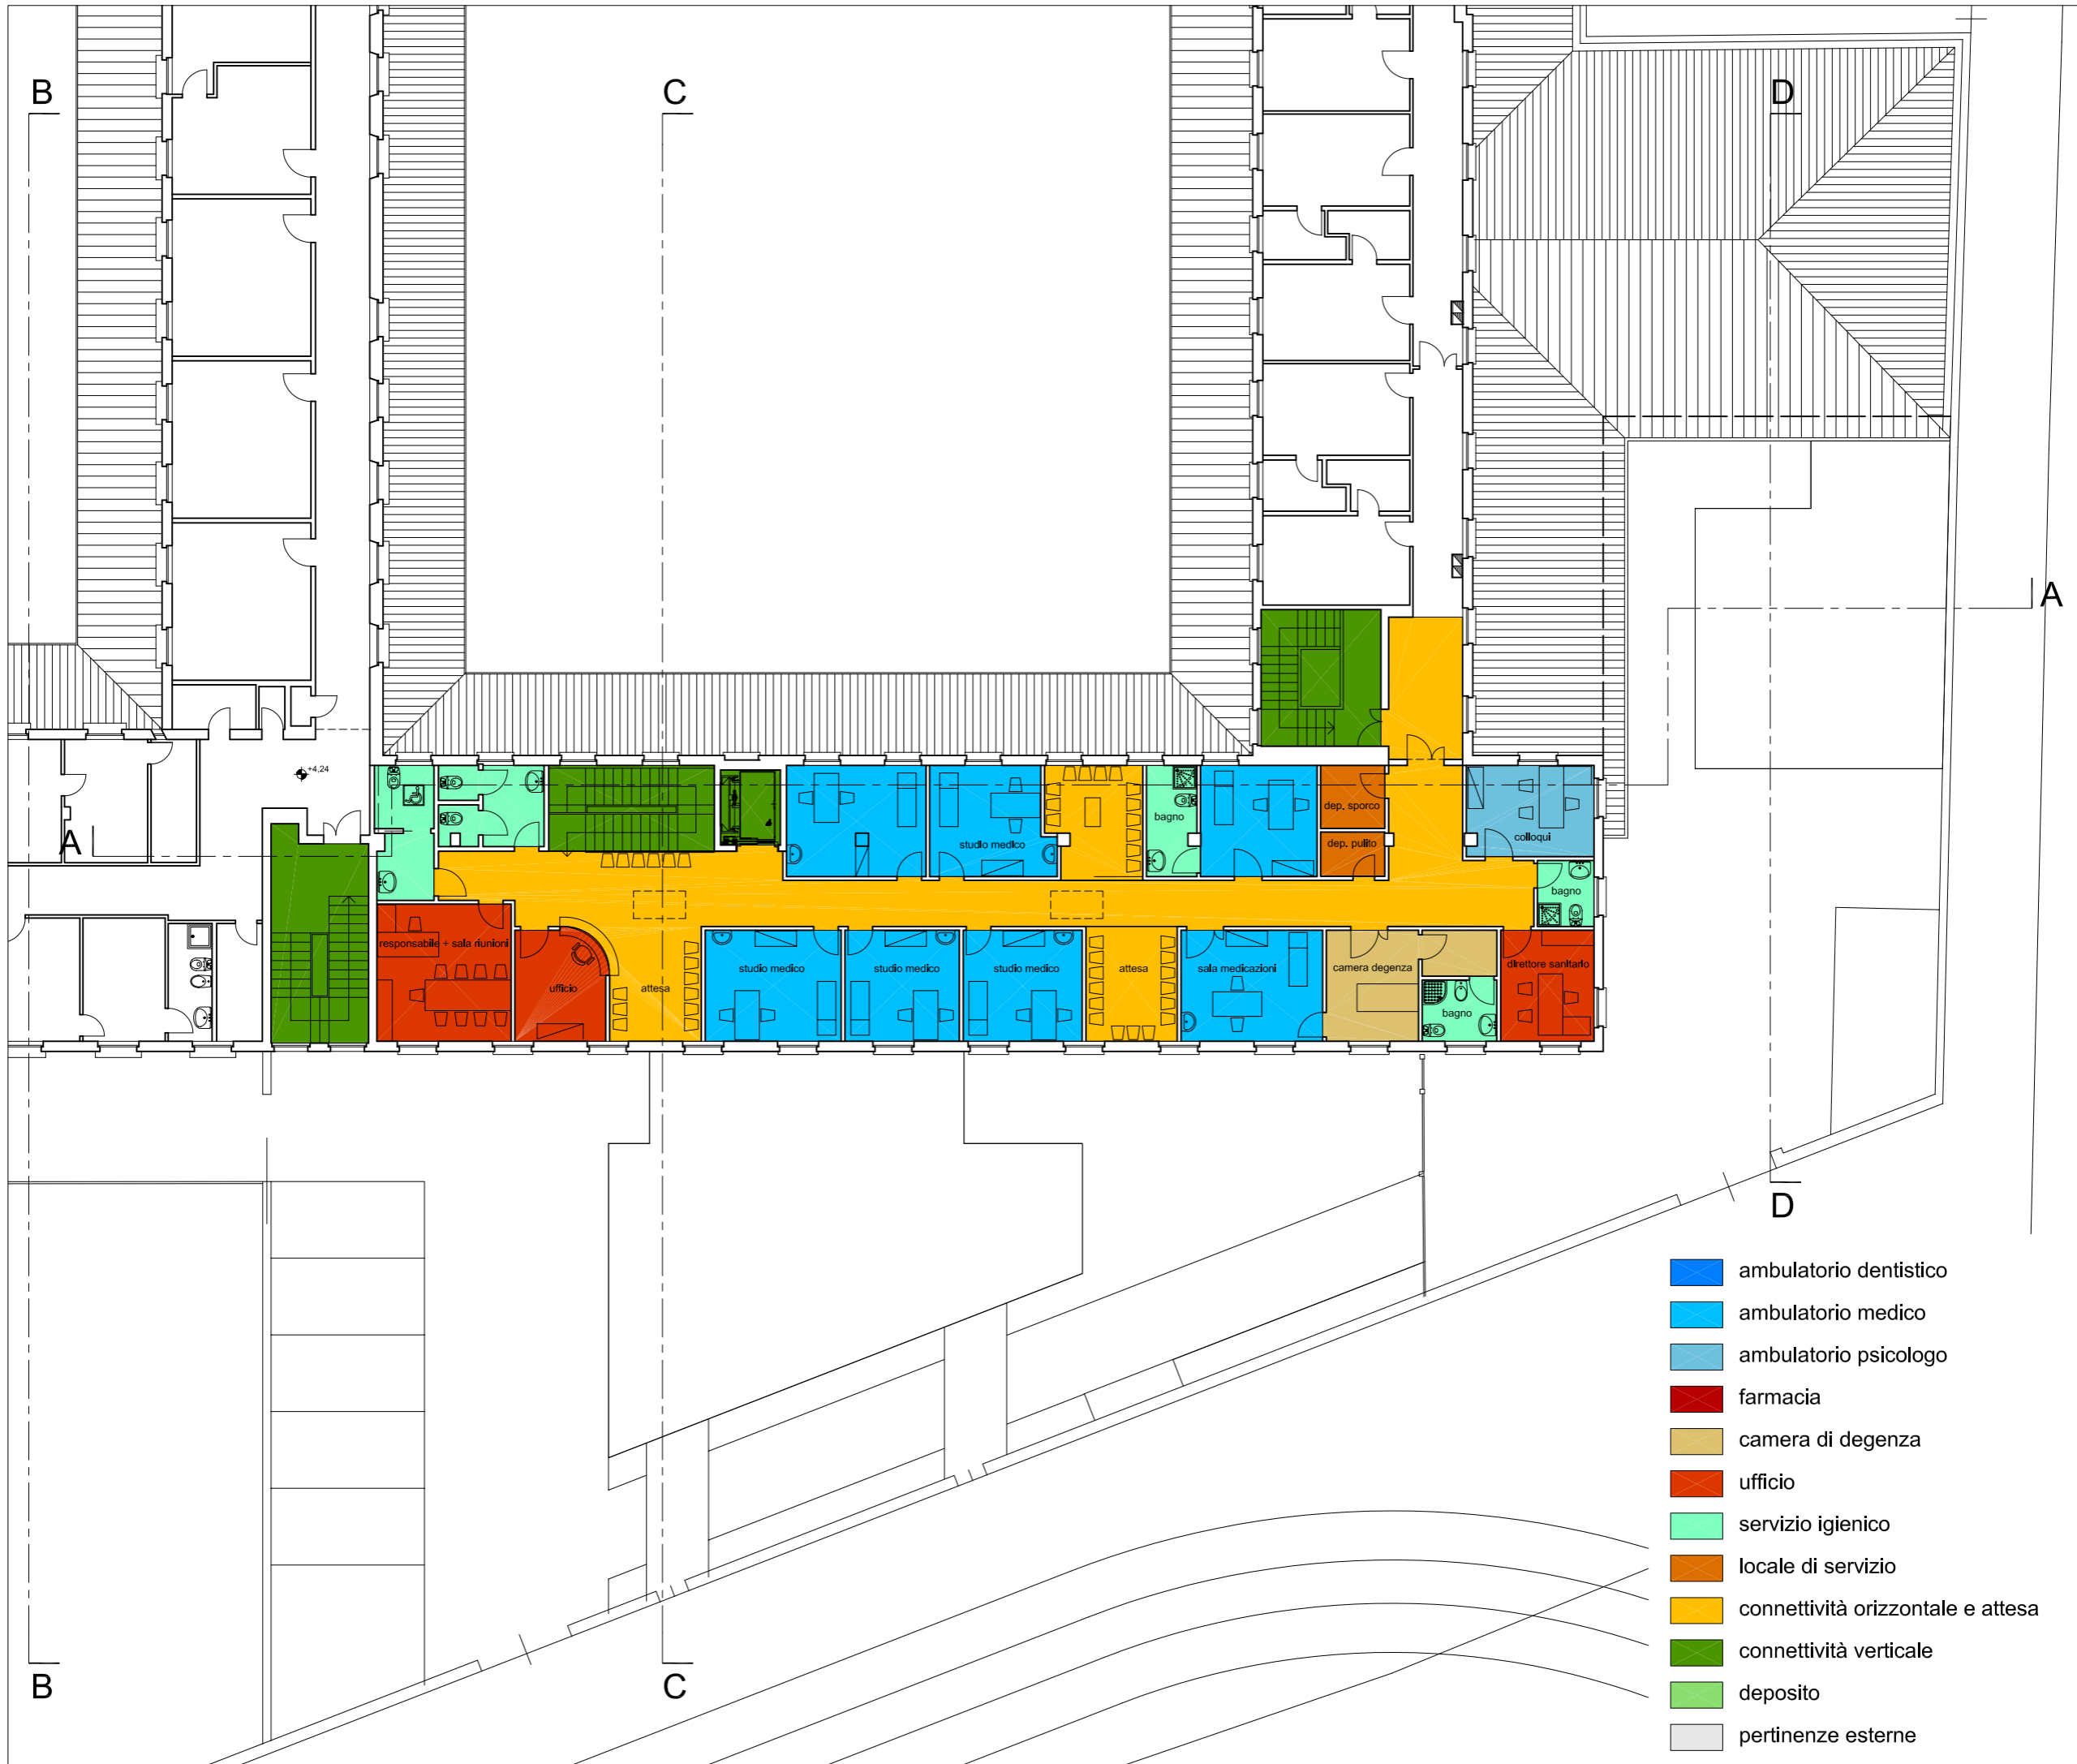 B
C
D
A
+4,24
dep. sporco
bagno
dep. pulito
colloqui
A
studio medico
bagno
responsabile + sala riunioni
ufficio
attesa
studio medico
studio medico
studio medico
attesa
sala medicazioni
camera degenza
bagno
direttore sanitario
D
ambulatorio dentistico
ambulatorio medico
ambulatorio psicologo
farmacia
camera di degenza
ufficio
servizio igienico
locale di servizio
connettività orizzontale e attesa
connettività verticale
deposito
pertinenze esterne
B
C